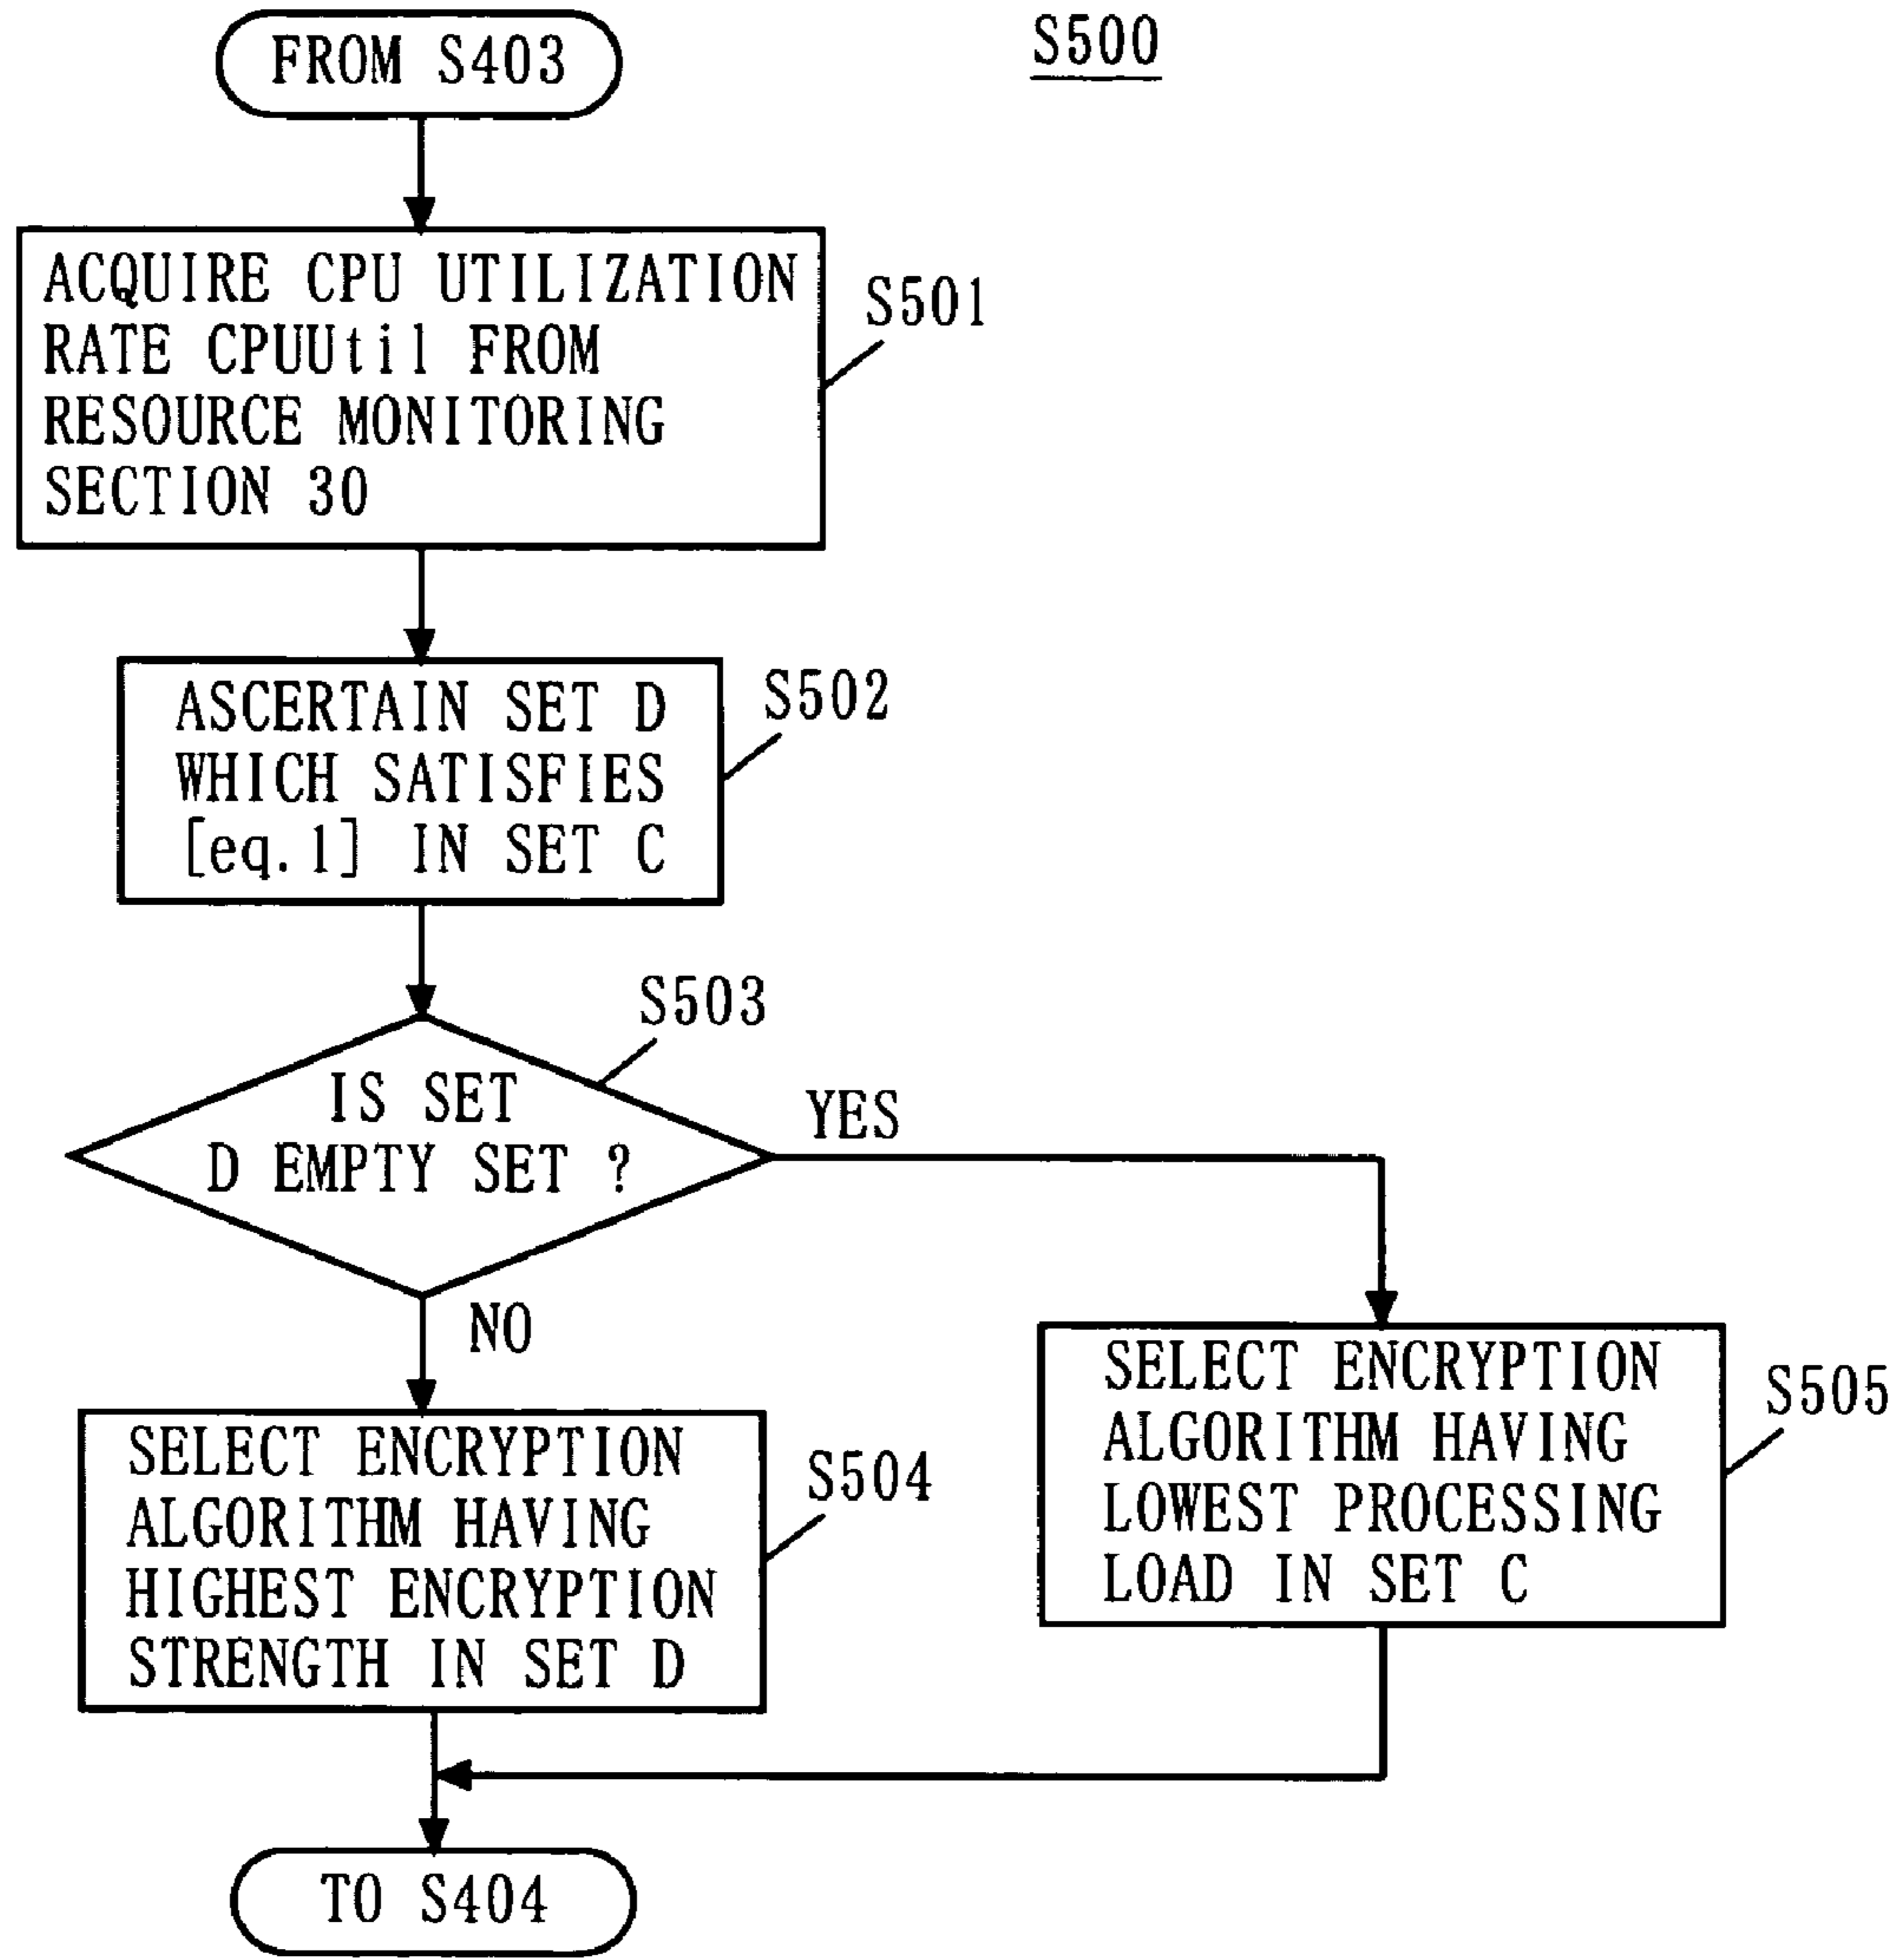 FROM S403
S500
ACQUIRE CPU UTILIZATION
RATE CPUUtil FROM
RESOURCE MONITORING
SECTION 30
S501
ASCERTAIN SET D
WHICH SATISFIES
[eq.1] IN SET C
S502
S503
IS SET
D EMPTY SET ?
YES
NO
SELECT ENCRYPTION
ALGORITHM HAVING
HIGHEST ENCRYPTION
STRENGTH IN SET D
S504
SELECT ENCRYPTION
ALGORITHM HAVING
LOWEST PROCESSING
LOAD IN SET C
S505
TO S404